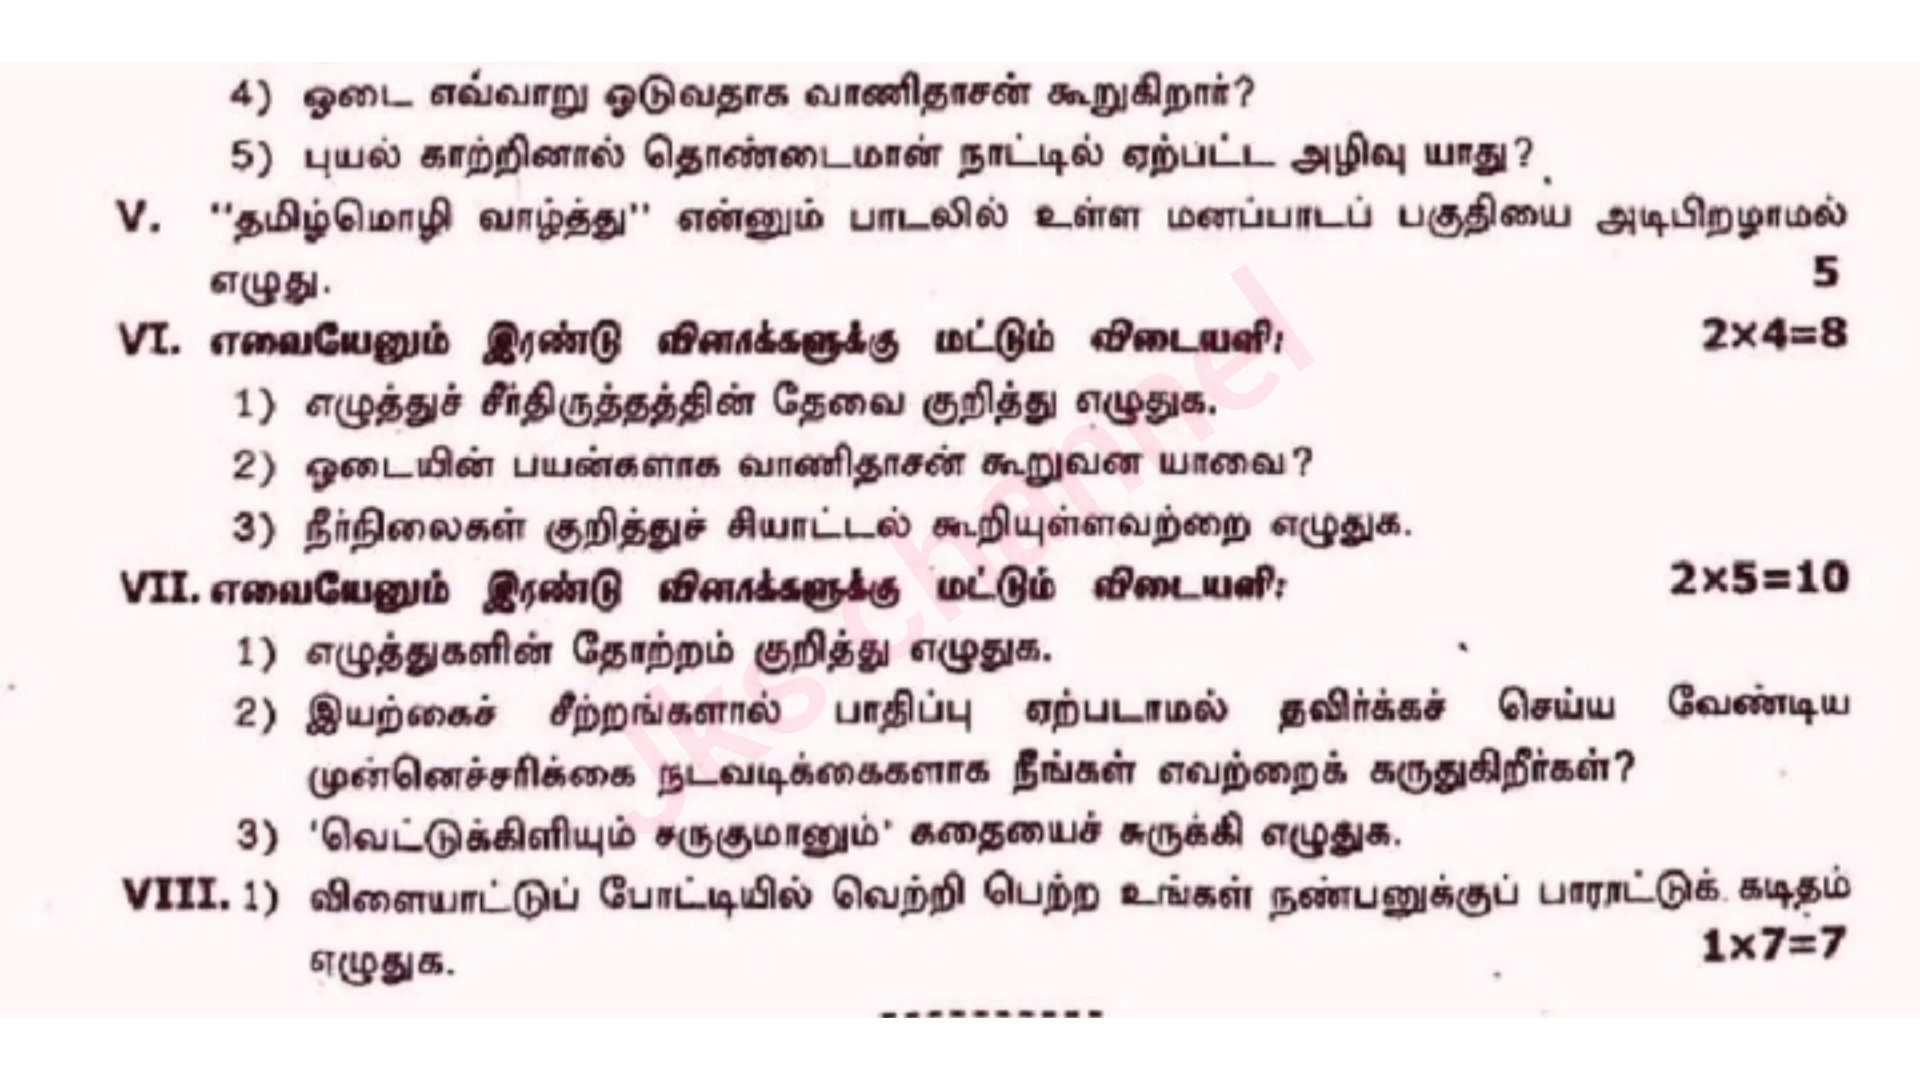 4) ஓடை எவ்வாறு ஓடுவதாக வாணிதாசன் கூறுகிறார்?
5) புயல் காற்றினால் தொண்டைமான் நாட்டில் ஏற்பட்ட அழிவு யாது?
V. “தமிழ்மொழி வாழ்த்து” என்னும் பாடலில் உள்ள மனப்பாடப் பகுதியை அடிபிறழாமல்
எழுது. 5
VI. எவையேனும் இரண்டு வினாக்களுக்கு மட்டும் விடையளி: 2×4=8
1) எழுத்துச் சீர்திருத்தத்தின் தேவை குறித்து எழுதுக.
2) ஓடையின் பயன்களாக வாணிதாசன் கூறுவன யாவை?
3) நீர்நிலைகள் குறித்துச் சியாட்டல் கூறியுள்ளவற்றை எழுதுக.
VII. எவையேனும் இரண்டு வினாக்களுக்கு மட்டும் விடையளி: 2×5=10
1) எழுத்துகளின் தோற்றம் குறித்து எழுதுக.
2) இயற்கைச் சீற்றங்களால் பாதிப்பு ஏற்படாமல் தவிர்க்கச் செய்ய வேண்டிய
முன்னெச்சரிக்கை நடவடிக்கைகளாக நீங்கள் எவற்றைக் கருதுகிறீர்கள்?
3) ‘வெட்டுக்கிளியும் சருகுமானும்’ கதையைச் சுருக்கி எழுதுக.
VIII. 1) விளையாட்டுப் போட்டியில் வெற்றி பெற்ற உங்கள் நண்பனுக்குப் பாராட்டுக் கடிதம்
எழுதுக. 1×7=7
jks channel